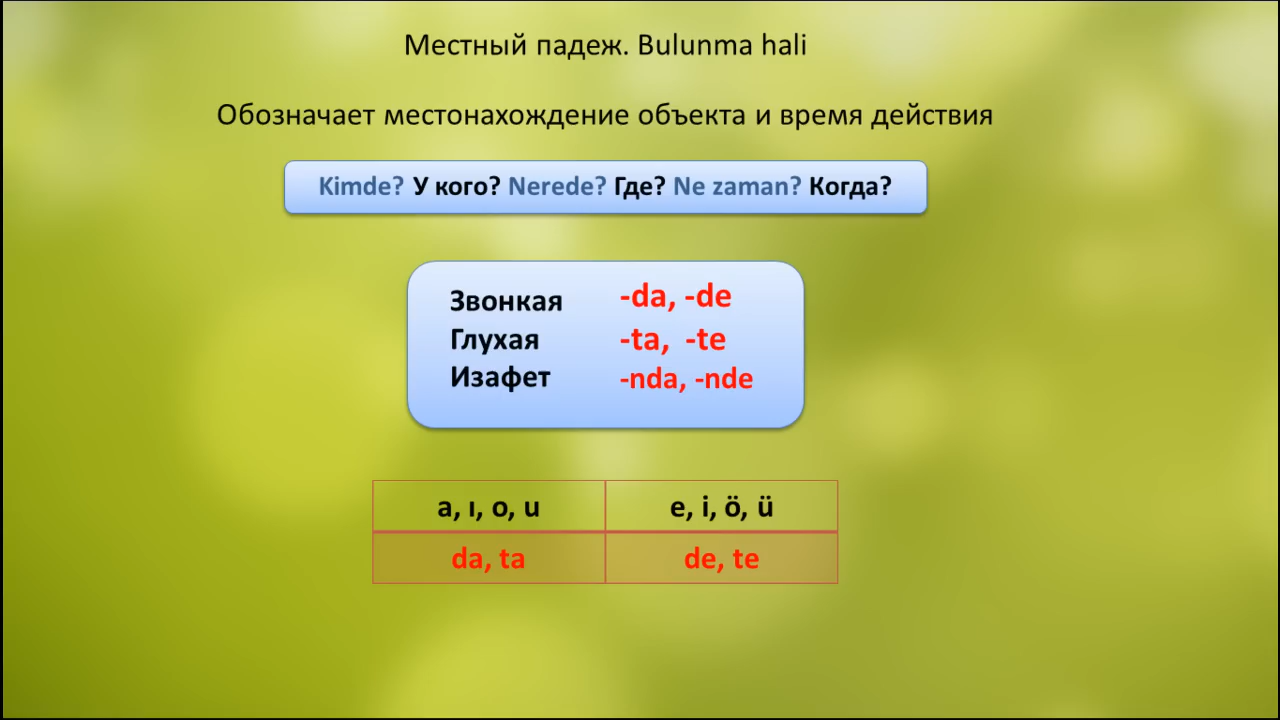 Местный падеж. Bulunma hali
Обозначает местонахождение объекта и время действия
Kimde? У кого? Nerede? Где? Ne zaman? Когда?
Звонкая -da, -de
Глухая -ta, -te
Изафет -nda, -nde
a, ı, o, u e, i, ö, ü
da, ta de, te